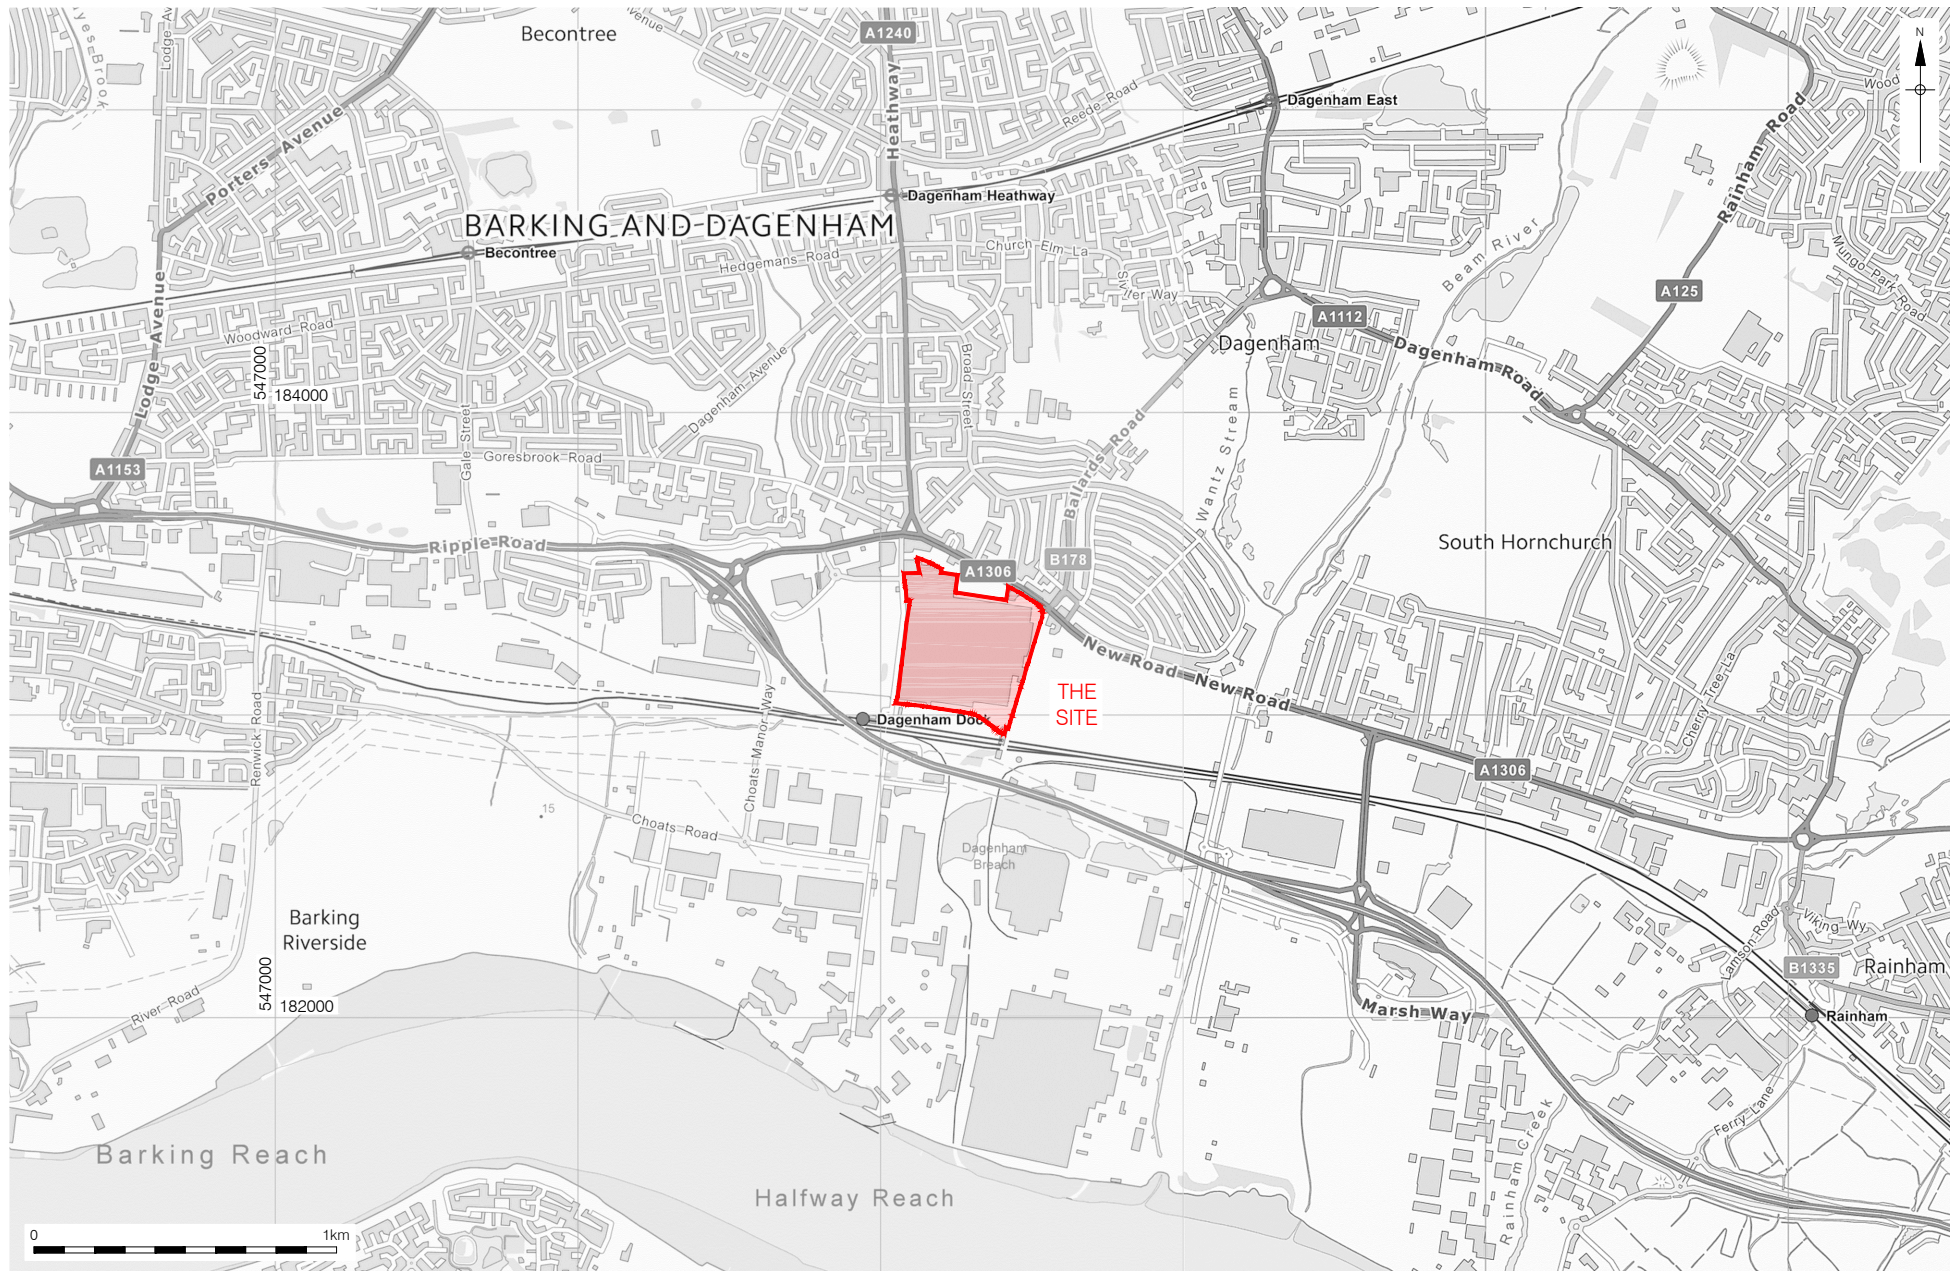 Becontree
A1240
N
Dagenham East
Heathway
Reede Road
Porters Avenue
Rainham Road
Dagenham Heathway
BARKING AND DAGENHAM
Becontree
Hedgemans Road
Church Elm La
Beam River
Mungo Park Road
Lodge Avenue
Woodward Road
A125
A1112
Dagenham
Dagenham Road
547000
184000
Dagenham Avenue
Broad Street
Gale Street
Goresbrook Road
A1153
Ballards Road
Wantz Stream
South Hornchurch
Ripple Road
A1306
B178
New Road
New Road
THE
SITE
Cherry Tree La
Renwick Road
Choats Manor Way
Dagenham Dock
A1306
15
Choats Road
Dagenham
Breach
Barking
Riverside
Lamson Road
Viking Wy
B1335
Rainham
547000
182000
River Road
Marsh Way
Rainham
Ferry Lane
Rainham Creek
Barking Reach
Halfway Reach
0
1km